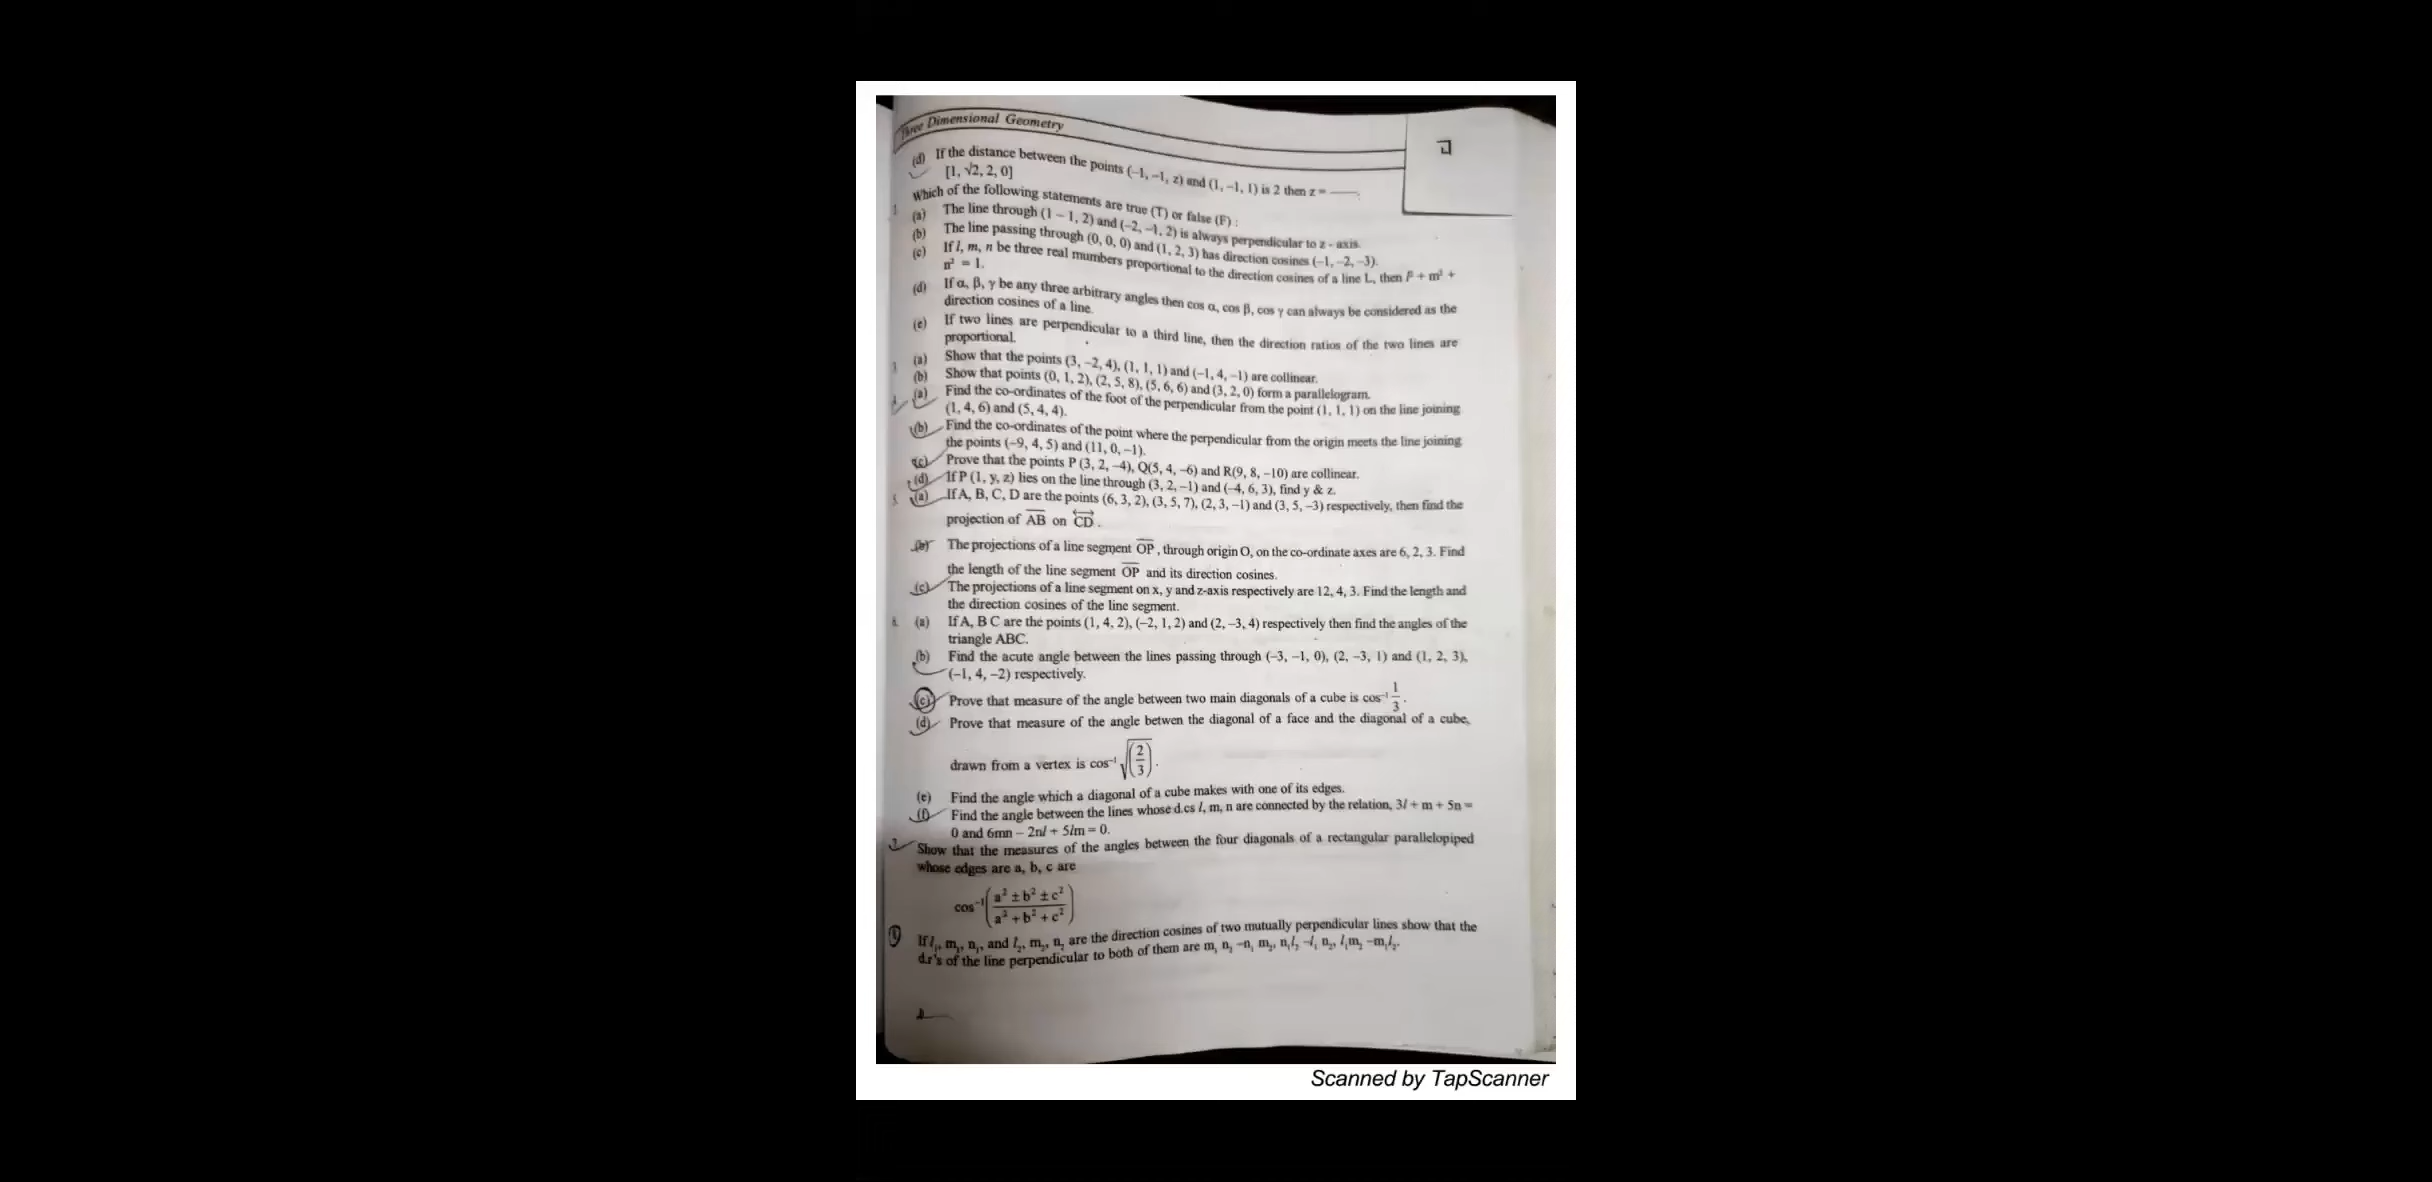 Three Dimensional Geometry
(d) If the distance between the points (–1, –1, z) and (1, –1, 1) is 2 then z = ——.
[1, √2, 2, 0]
Which of the following statements are true (T) or false (F) :
(a) The line through (1 – 1, 2) and (–2, –1, 2) is always perpendicular to z - axis.
(b) The line passing through (0, 0, 0) and (1, 2, 3) has direction cosines (–1, –2, –3).
(c) If l, m, n be three real mumbers proportional to the direction cosines of a line L, then l² + m² +
n² = 1.
(d) If α, β, γ be any three arbitrary angles then cos α, cos β, cos γ can always be considered as the
direction cosines of a line.
(e) If two lines are perpendicular to a third line, then the direction ratios of the two lines are
proportional.
(a) Show that the points (3, –2, 4), (1, 1, 1) and (–1, 4, –1) are collinear.
(b) Show that points (0, 1, 2), (2, 5, 8), (5, 6, 6) and (3, 2, 0) form a parallelogram.
(a) Find the co-ordinates of the foot of the perpendicular from the point (1, 1, 1) on the line joining
(1, 4, 6) and (5, 4, 4).
(b) Find the co-ordinates of the point where the perpendicular from the origin meets the line joining
the points (–9, 4, 5) and (11, 0, –1).
(c) Prove that the points P (3, 2, –4), Q(5, 4, –6) and R(9, 8, –10) are collinear.
(d) If P (1, y, z) lies on the line through (3, 2, –1) and (–4, 6, 3), find y & z.
5. (a) If A, B, C, D are the points (6, 3, 2), (3, 5, 7), (2, 3, –1) and (3, 5, –3) respectively, then find the
projection of AB on CD.
(b) The projections of a line segment OP, through origin O, on the co-ordinate axes are 6, 2, 3. Find
the length of the line segment OP and its direction cosines.
(c) The projections of a line segment on x, y and z-axis respectively are 12, 4, 3. Find the length and
the direction cosines of the line segment.
6. (a) If A, B C are the points (1, 4, 2), (–2, 1, 2) and (2, –3, 4) respectively then find the angles of the
triangle ABC.
(b) Find the acute angle between the lines passing through (–3, –1, 0), (2, –3, 1) and (1, 2, 3),
(–1, 4, –2) respectively.
(c) Prove that measure of the angle between two main diagonals of a cube is cos⁻¹ 1/3.
(d) Prove that measure of the angle betwen the diagonal of a face and the diagonal of a cube,
drawn from a vertex is cos⁻¹ √(2/3).
(e) Find the angle which a diagonal of a cube makes with one of its edges.
(f) Find the angle between the lines whose d.cs l, m, n are connected by the relation, 3l + m + 5n =
0 and 6mn – 2nl + 5lm = 0.
7. Show that the measures of the angles between the four diagonals of a rectangular parallelopiped
whose edges are a, b, c are
cos⁻¹((a² ± b² ± c²)/(a² + b² + c²))
8 If l₁, m₁, n₁, and l₂, m₂, n₂ are the direction cosines of two mutually perpendicular lines show that the
d.r's of the line perpendicular to both of them are m₁ n₂ –n₁ m₂, n₁l₂ –l₁ n₂, l₁m₂ –m₁l₂.
Scanned by TapScanner